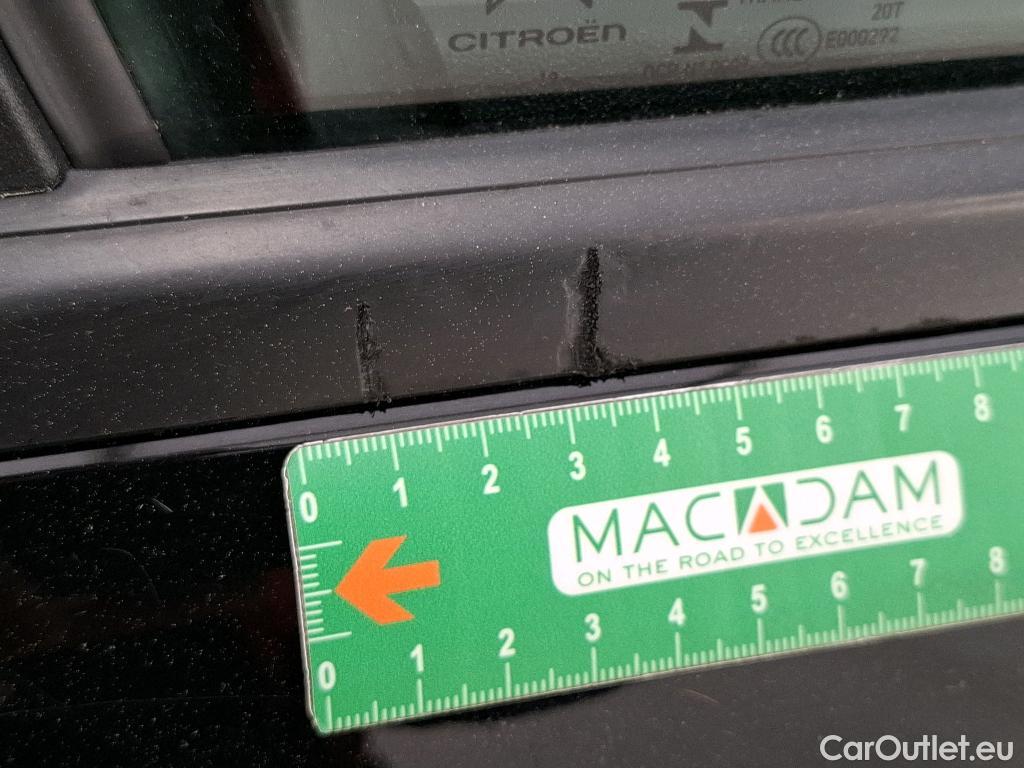 CITROËN
20T
CCC E000292
0 1 2 3 4 5 6 7 8
MACADAM
ON THE ROAD TO EXCELLENCE
0 1 2 3 4 5 6 7 8
CarOutlet.eu